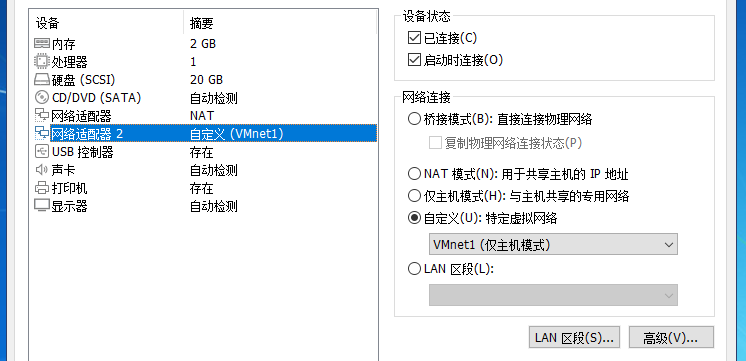 设备 摘要
内存 2 GB
处理器 1
硬盘 (SCSI) 20 GB
CD/DVD (SATA) 自动检测
网络适配器 NAT
网络适配器 2 自定义 (VMnet1)
USB 控制器 存在
声卡 自动检测
打印机 存在
显示器 自动检测
设备状态
已连接(C)
启动时连接(O)
网络连接
桥接模式(B): 直接连接物理网络
复制物理网络连接状态(P)
NAT 模式(N): 用于共享主机的 IP 地址
仅主机模式(H): 与主机共享的专用网络
自定义(U): 特定虚拟网络
VMnet1 (仅主机模式)
LAN 区段(L):
LAN 区段(S)... 高级(V)...